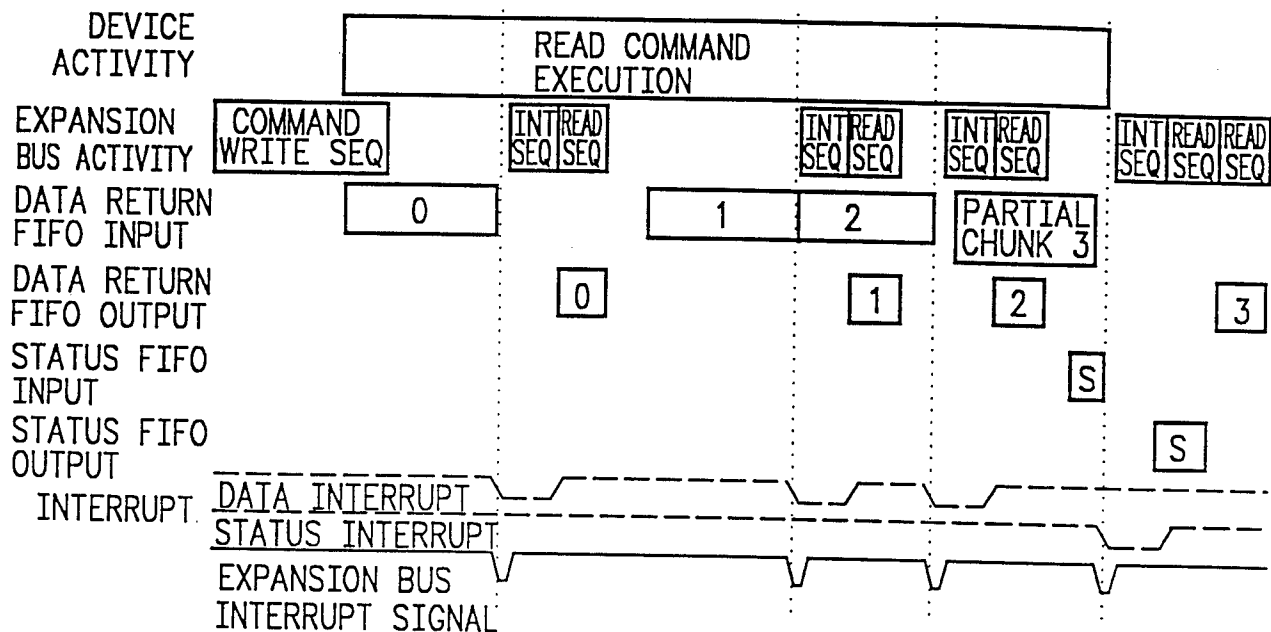 DEVICE
ACTIVITY
READ COMMAND
EXECUTION
EXPANSION
BUS ACTIVITY
COMMAND
WRITE SEQ
INT
SEQ
READ
SEQ
INT
SEQ
READ
SEQ
INT
SEQ
READ
SEQ
INT
SEQ
READ
SEQ
READ
SEQ
DATA RETURN
FIFO INPUT
0
1
2
PARTIAL
CHUNK 3
DATA RETURN
FIFO OUTPUT
0
1
2
3
STATUS FIFO
INPUT
S
STATUS FIFO
OUTPUT
S
INTERRUPT
DATA INTERRUPT
STATUS INTERRUPT
EXPANSION BUS
INTERRUPT SIGNAL